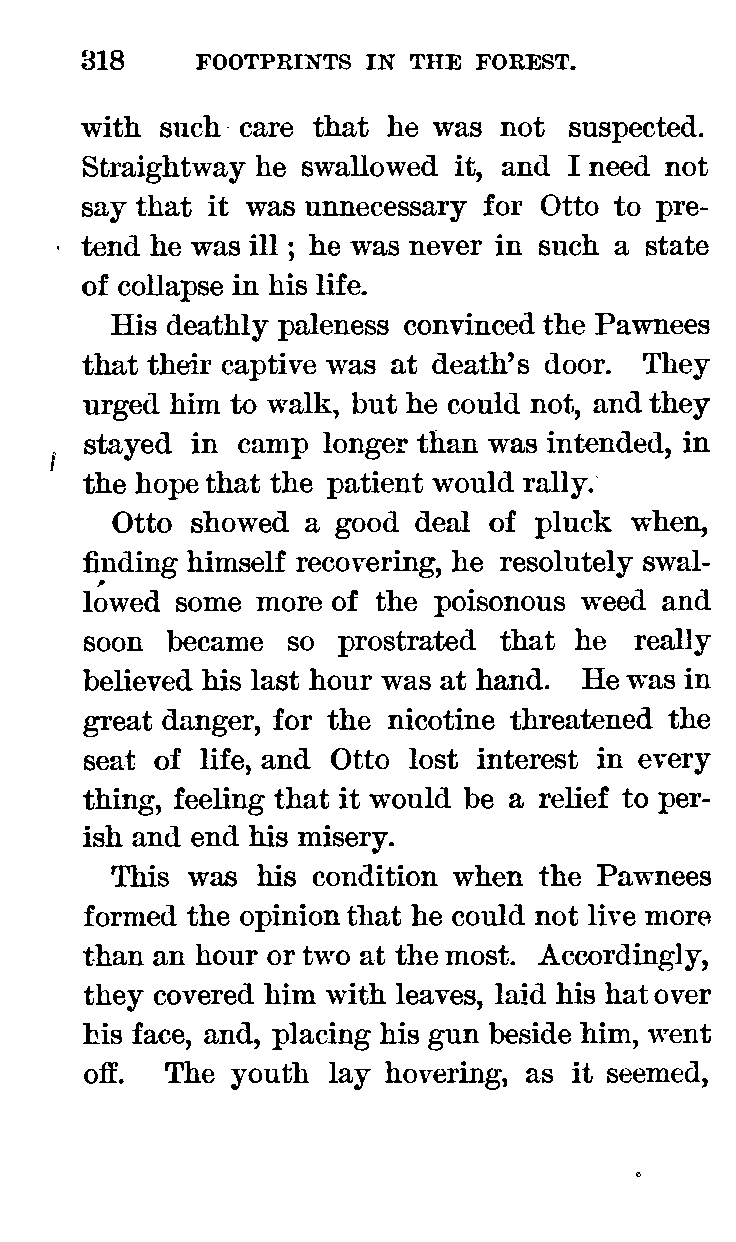 318 FOOTPRINTS IN THE FOREST.
with such care that he was not suspected.
Straightway he swallowed it, and I need not
say that it was unnecessary for Otto to pre-
tend he was ill ; he was never in such a state
of collapse in his life.
His deathly paleness convinced the Pawnees
that their captive was at death's door. They
urged him to walk, but he could not, and they
stayed in camp longer than was intended, in
the hope that the patient would rally.
Otto showed a good deal of pluck when,
finding himself recovering, he resolutely swal-
lowed some more of the poisonous weed and
soon became so prostrated that he really
believed his last hour was at hand. He was in
great danger, for the nicotine threatened the
seat of life, and Otto lost interest in every
thing, feeling that it would be a relief to per-
ish and end his misery.
This was his condition when the Pawnees
formed the opinion that he could not live more
than an hour or two at the most. Accordingly,
they covered him with leaves, laid his hat over
his face, and, placing his gun beside him, went
off. The youth lay hovering, as it seemed,